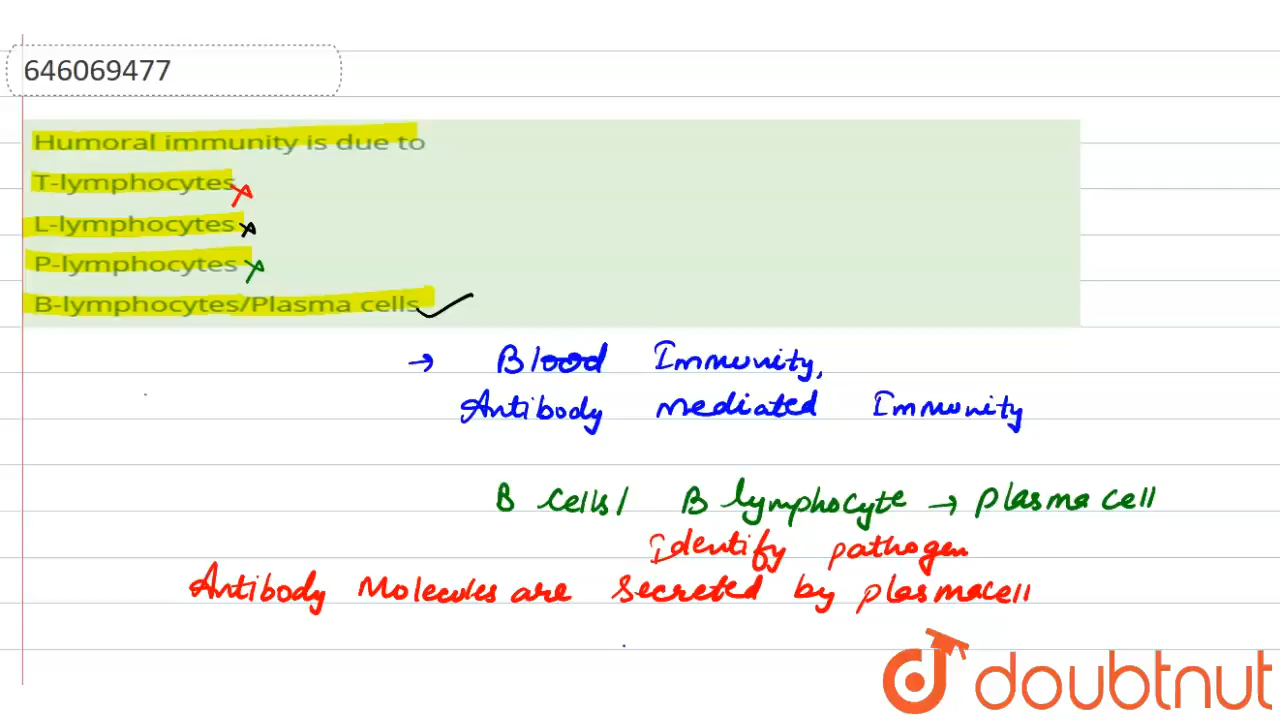 646069477
Humoral immunity is due to
T-lymphocytes
L-lymphocytes
P-lymphocytes
B-lymphocytes/Plasma cells
→ Blood Immunity,
Antibody mediated Immunity
B cells/ B lymphocyte → plasma cell
Identify pathogen
Antibody Molecules are secreted by plasmacell
doubtnut